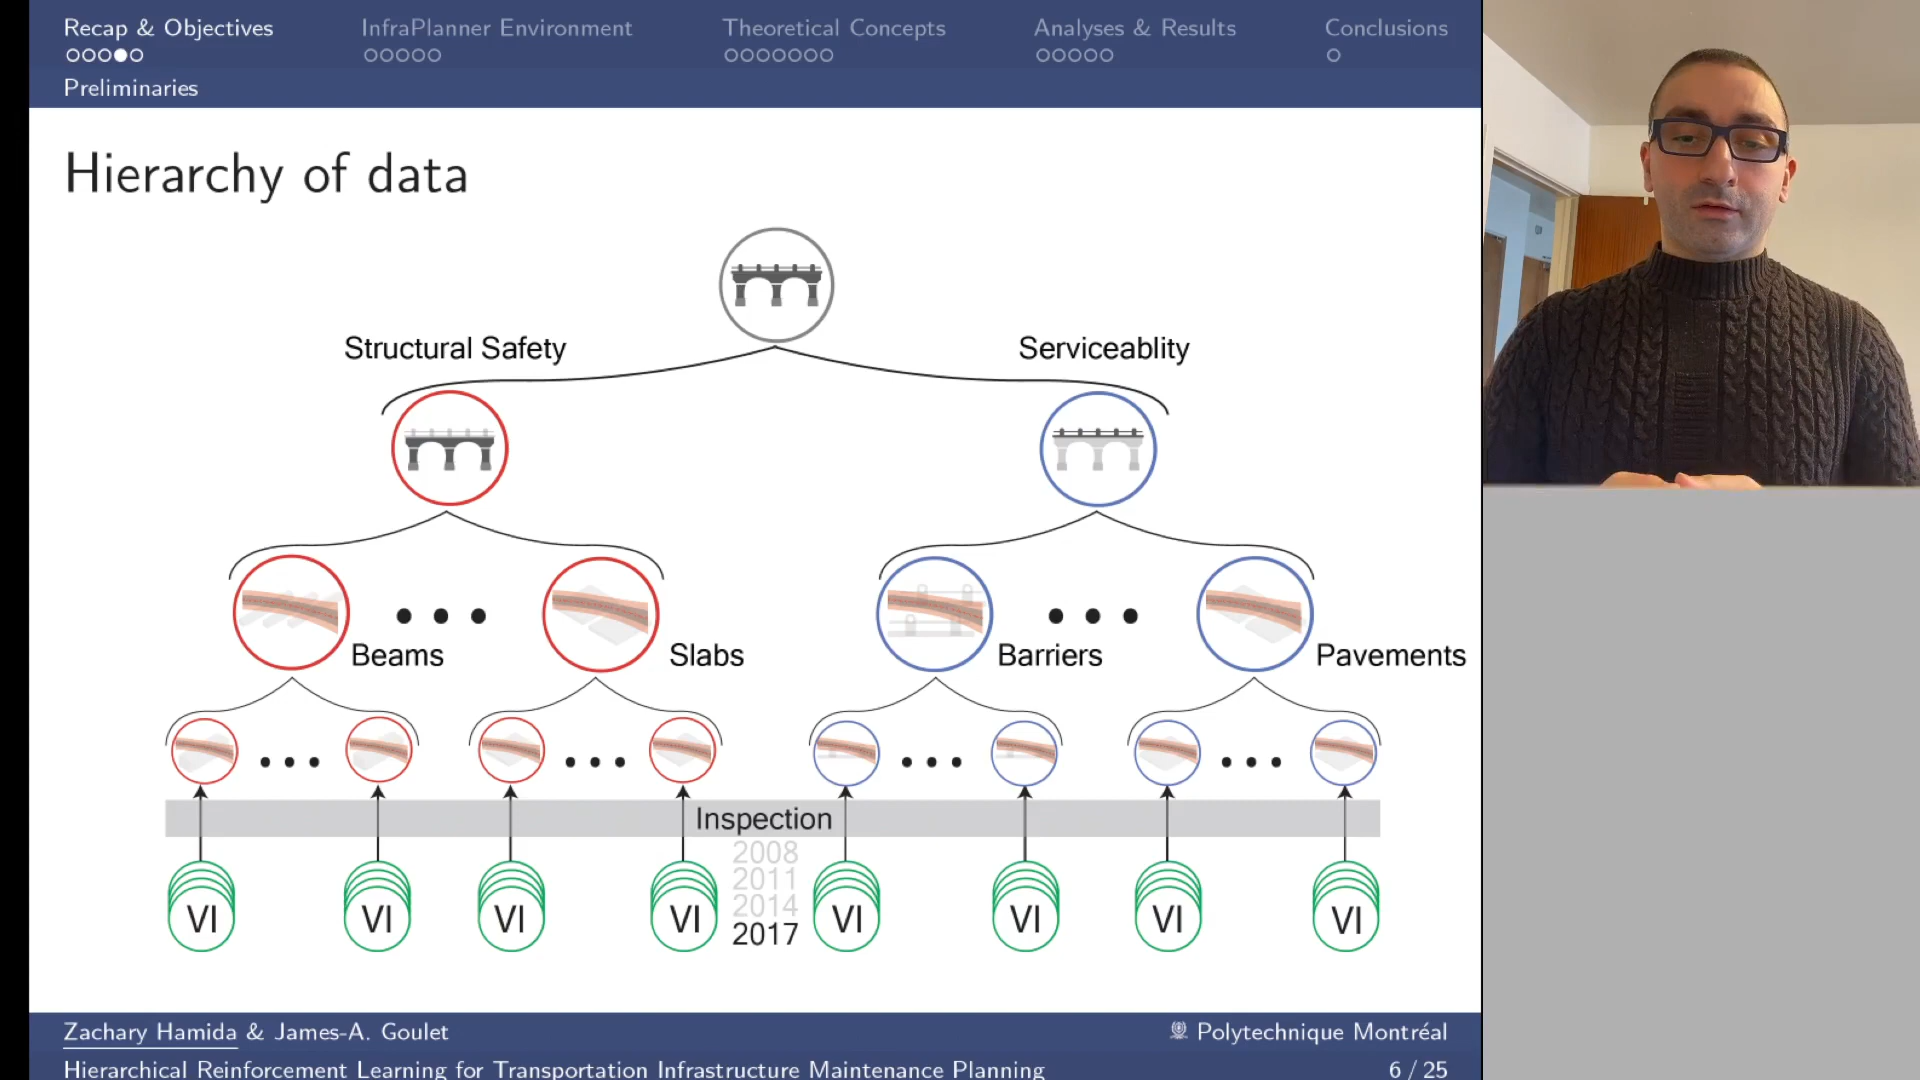 Recap & Objectives
InfraPlanner Environment
Theoretical Concepts
Analyses & Results
Conclusions
Preliminaries
Hierarchy of data
Structural Safety
Serviceablity
Beams
Slabs
Barriers
Pavements
Inspection
2008
2011
2014
2017
VI VI VI VI VI VI VI VI
Zachary Hamida & James-A. Goulet
Polytechnique Montréal
Hierarchical Reinforcement Learning for Transportation Infrastructure Maintenance Planning
6 / 25